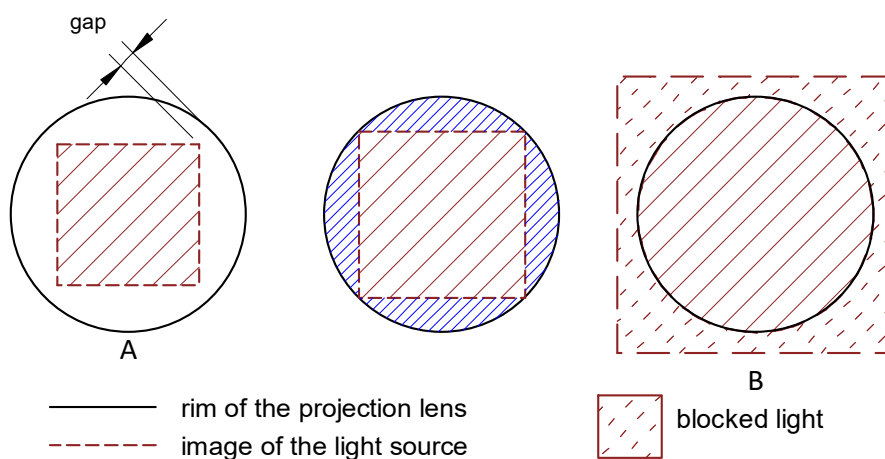 gap
A
B
rim of the projection lens
image of the light source
blocked light